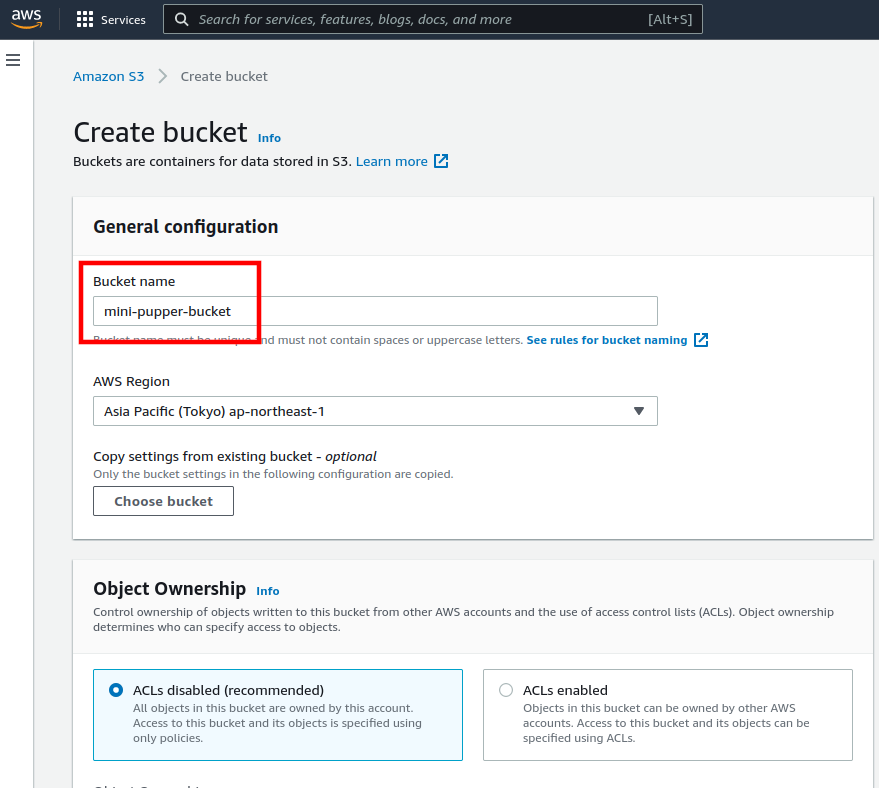 aws Services Search for services, features, blogs, docs, and more [Alt+S]
Amazon S3 Create bucket
Create bucket Info
Buckets are containers for data stored in S3. Learn more
General configuration
Bucket name
mini-pupper-bucket
Bucket name must be unique and must not contain spaces or uppercase letters. See rules for bucket naming
AWS Region
Asia Pacific (Tokyo) ap-northeast-1
Copy settings from existing bucket - optional
Only the bucket settings in the following configuration are copied.
Choose bucket
Object Ownership Info
Control ownership of objects written to this bucket from other AWS accounts and the use of access control lists (ACLs). Object ownership
determines who can specify access to objects.
ACLs disabled (recommended)
All objects in this bucket are owned by this account.
Access to this bucket and its objects is specified using
only policies.
ACLs enabled
Objects in this bucket can be owned by other AWS
accounts. Access to this bucket and its objects can be
specified using ACLs.